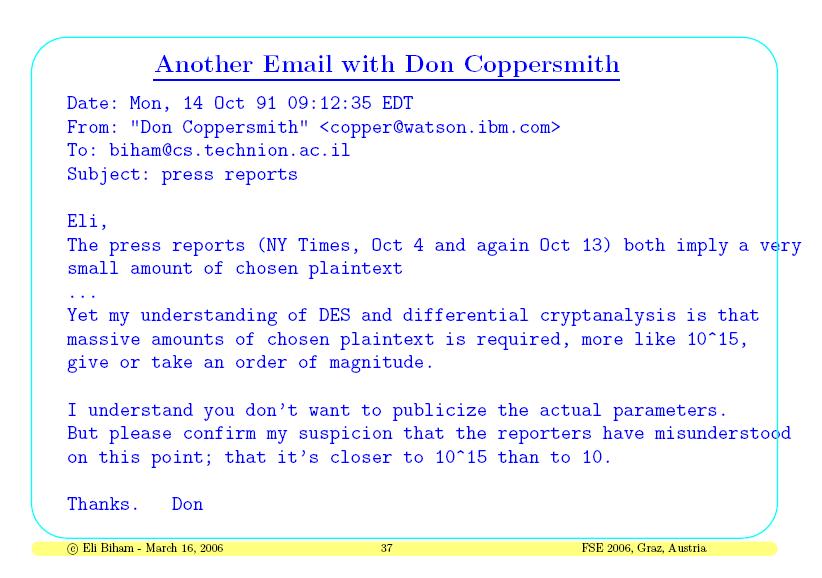 Another Email with Don Coppersmith
Date: Mon, 14 Oct 91 09:12:35 EDT
From: "Don Coppersmith" <copper@watson.ibm.com>
To: biham@cs.technion.ac.il
Subject: press reports
Eli,
The press reports (NY Times, Oct 4 and again Oct 13) both imply a very
small amount of chosen plaintext
...
Yet my understanding of DES and differential cryptanalysis is that
massive amounts of chosen plaintext is required, more like 10^15,
give or take an order of magnitude.
I understand you don't want to publicize the actual parameters.
But please confirm my suspicion that the reporters have misunderstood
on this point; that it's closer to 10^15 than to 10.
Thanks.   Don
© Eli Biham - March 16, 2006 37 FSE 2006, Graz, Austria